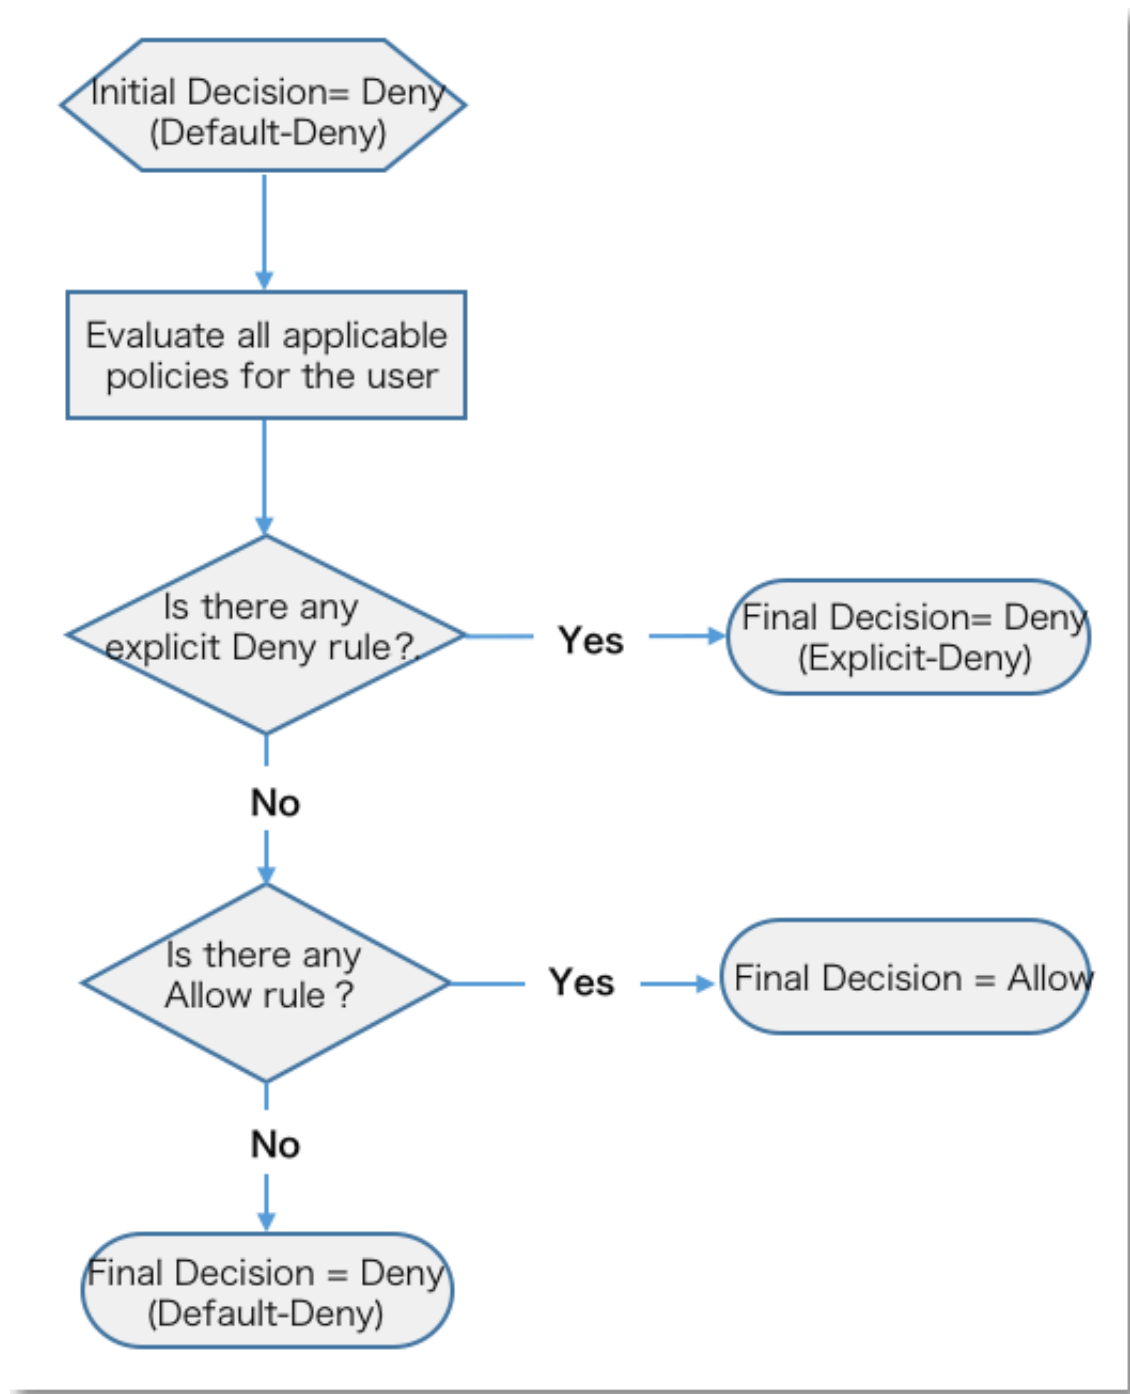 Initial Decision= Deny
(Default-Deny)
Evaluate all applicable
policies for the user
Is there any
explicit Deny rule?.
Yes
Final Decision= Deny
(Explicit-Deny)
No
Is there any
Allow rule ?
Yes
Final Decision = Allow
No
Final Decision = Deny
(Default-Deny)